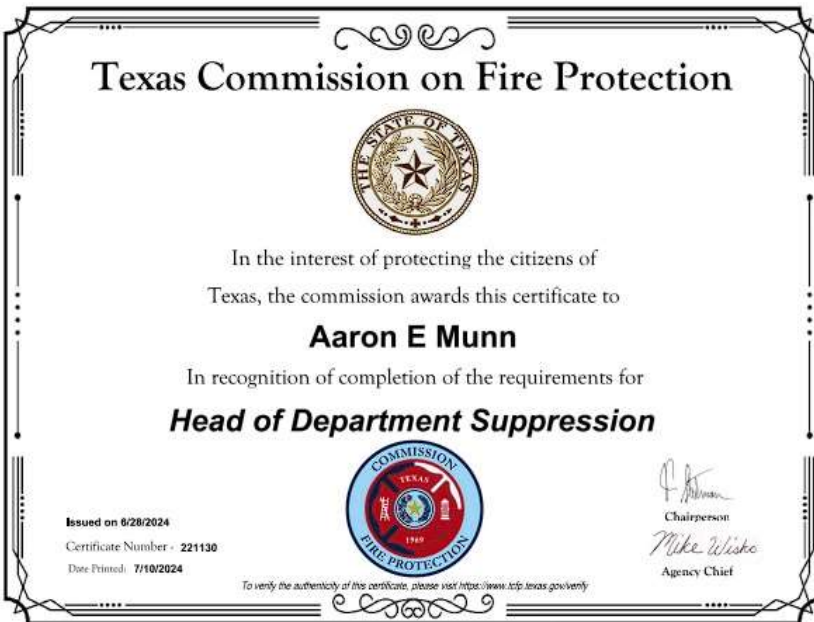 Texas Commission on Fire Protection
THE STATE OF TEXAS
In the interest of protecting the citizens of
Texas, the commission awards this certificate to
Aaron E Munn
In recognition of completion of the requirements for
Head of Department Suppression
COMMISSION
TEXAS
1969
FIRE PROTECTION
Chairperson
Mike Wisko
Agency Chief
Issued on 6/28/2024
Certificate Number - 221130
Date Printed: 7/10/2024
To verify the authenticity of this certificate, please visit https://www.tcfp.texas.gov/verify